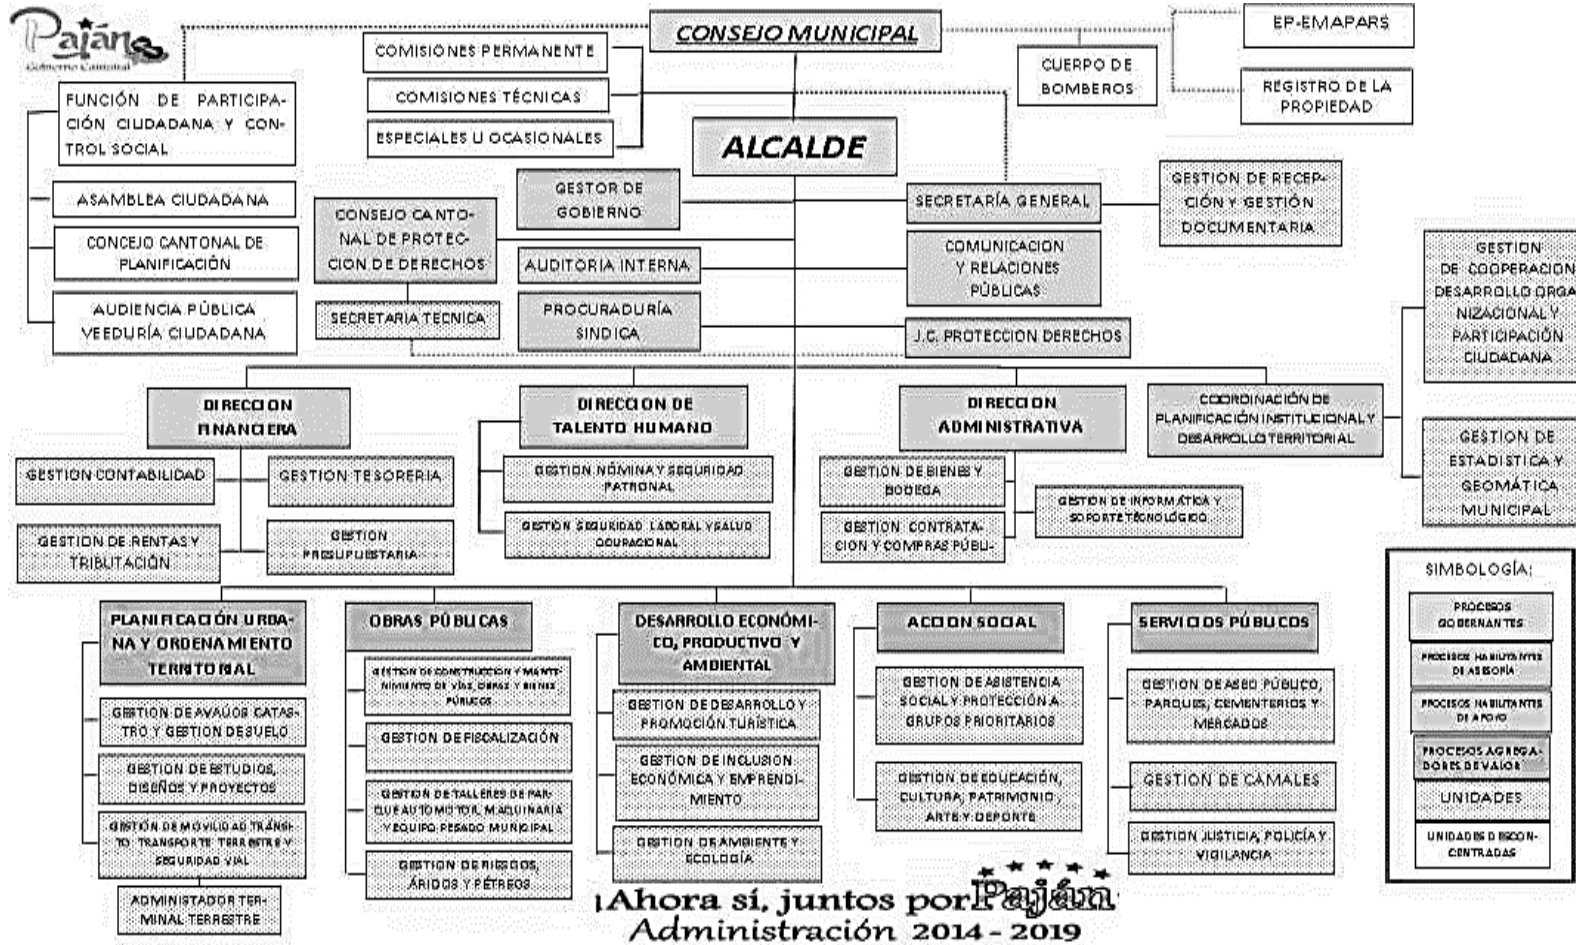 Paján
Gobierno Cantonal
CONSEJO MUNICIPAL
EP-EMAPARS
CUERPO DE
BOMBEROS
REGISTRO DE LA
PROPIEDAD
COMISIONES PERMANENTE
COMISIONES TÉCNICAS
ESPECIALES U OCASIONALES
FUNCIÓN DE PARTICIPA-
CIÓN CIUDADANA Y CON-
TROL SOCIAL
ASAMBLEA CIUDADANA
CONCEJO CANTONAL DE
PLANIFICACIÓN
AUDIENCIA PÚBLICA
VEEDURÍA CIUDADANA
ALCALDE
GESTOR DE
GOBIERNO
CONSEJO CANTO-
NAL DE PROTEC-
CION DE DERECHOS
SECRETARIA TECNICA
AUDITORIA INTERNA
PROCURADURÍA
SINDICA
SECRETARÍA GENERAL
GESTION DE RECEP-
CIÓN Y GESTIÓN
DOCUMENTARIA
COMUNICACION
Y RELACIONES
PÚBLICAS
J.C. PROTECCION DERECHOS
GESTION
DE COOPERACION
DESARROLLO ORGA
NIZACIONAL Y
PARTICIPACIÓN
CIUDADANA
DIRECCION
FINANCIERA
DIRECCION DE
TALENTO HUMANO
DIRECCION
ADMINISTRATIVA
COORDINACIÓN DE
PLANIFICACIÓN INSTITUCIONAL Y
DESARROLLO TERRITORIAL
GESTION DE
ESTADISTICA Y
GEOMÁTICA
MUNICIPAL
GESTION CONTABILIDAD
GESTION TESORERIA
GESTION DE RENTAS Y
TRIBUTACIÓN
GESTION
PRESUPUESTARIA
GESTION NÓMINA Y SEGURIDAD
PATRONAL
GESTION SEGURIDAD LABORAL Y SALUD
OCUPACIONAL
GESTION DE BIENES Y
BODEGA
GESTION CONTRATA-
CION Y COMPRAS PÚBLI-
GESTION DE INFORMÁTICA Y
SOPORTE TÉCNOLÓGICO
PLANIFICACIÓN URBA-
NA Y ORDENAMIENTO
TERRITORIAL
GESTION DE AVAÚOS CATAS-
TRO Y GESTION DE SUELO
GESTION DE ESTUDIOS,
DISEÑOS Y PROYECTOS
GESTIÓN DE MOVILIDAD TRÁNSI-
TO, TRANSPORTE TERRESTRE Y
SEGURIDAD VIAL
ADMINISTADOR TER-
MINAL TERRESTRE
OBRAS PÚBLICAS
GESTION DE CONSTRUCCION Y MANTE-
NIMIENTO DE VÍAS, OBRAS Y BIENES
PÚBLICOS
GESTION DE FISCALIZACIÓN
GESTION DE TALLERES DE PAR-
QUE AUTOMOTOR, MAQUINARIA
Y EQUIPO PESADO MUNICIPAL
GESTION DE RIESGOS,
ÁRIDOS Y PÉTREOS
DESARROLLO ECONÓMI-
CO, PRODUCTIVO Y
AMBIENTAL
GESTION DE DESARROLLO Y
PROMOCIÓN TURÍSTICA
GESTION DE INCLUSION
ECONÓMICA Y EMPRENDI-
MIENTO
GESTION DE AMBIENTE Y
ECOLOGÍA
ACCION SOCIAL
GESTION DE ASISTENCIA
SOCIAL Y PROTECCIÓN A
GRUPOS PRIORITARIOS
GESTION DE EDUCACIÓN,
CULTURA, PATRIMONIO,
ARTE Y DEPORTE
SERVICIOS PÚBLICOS
GESTION DE ASEO PÚBLICO,
PARQUES, CEMENTERIOS Y
MERCADOS
GESTION DE CAMALES
GESTION JUSTICIA, POLICÍA Y
VIGILANCIA
SIMBOLOGÍA:
PROCESOS
GOBERNANTES
PROCESOS HABILITANTES
DE ASESORÍA
PROCESOS HABILITANTES
DE APOYO
PROCESOS AGREGA-
DORES DE VALOR
UNIDADES
UNIDADES DESCON-
CENTRADAS
¡Ahora sí, juntos por Paján
Administración 2014 - 2019